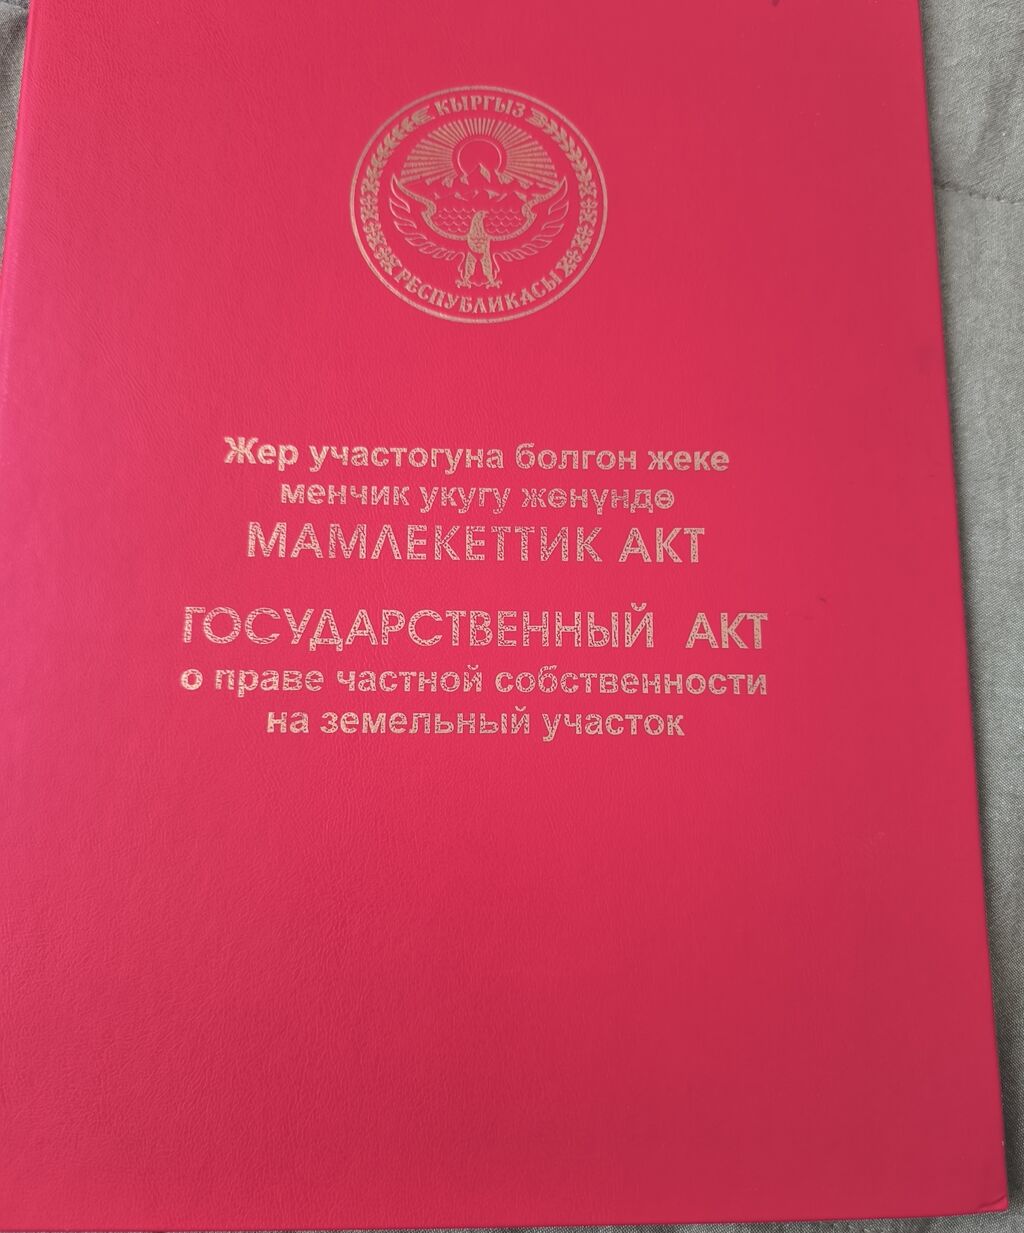 КЫРГЫЗ
РЕСПУБЛИКАСЫ
Жер участогуна болгон жеке
менчик укугу жөнүндө
МАМЛЕКЕТТИК АКТ
ГОСУДАРСТВЕННЫЙ АКТ
о праве частной собственности
на земельный участок